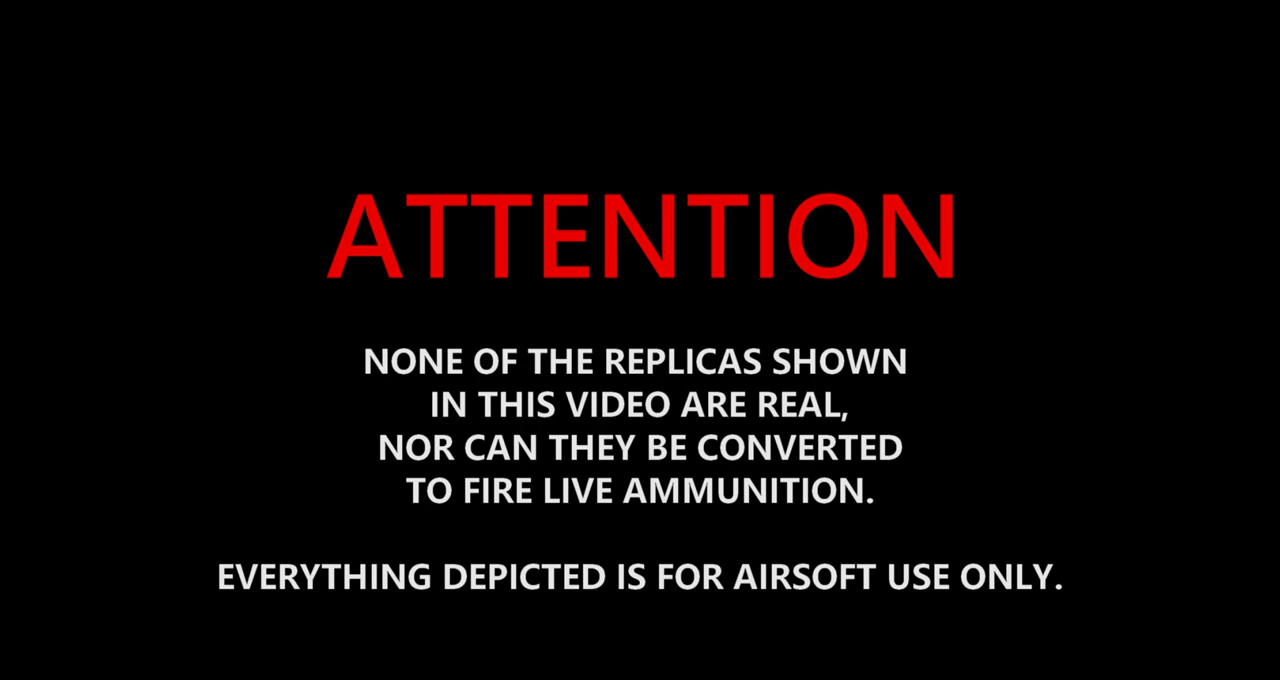 ATTENTION
NONE OF THE REPLICAS SHOWN
IN THIS VIDEO ARE REAL,
NOR CAN THEY BE CONVERTED
TO FIRE LIVE AMMUNITION.
EVERYTHING DEPICTED IS FOR AIRSOFT USE ONLY.